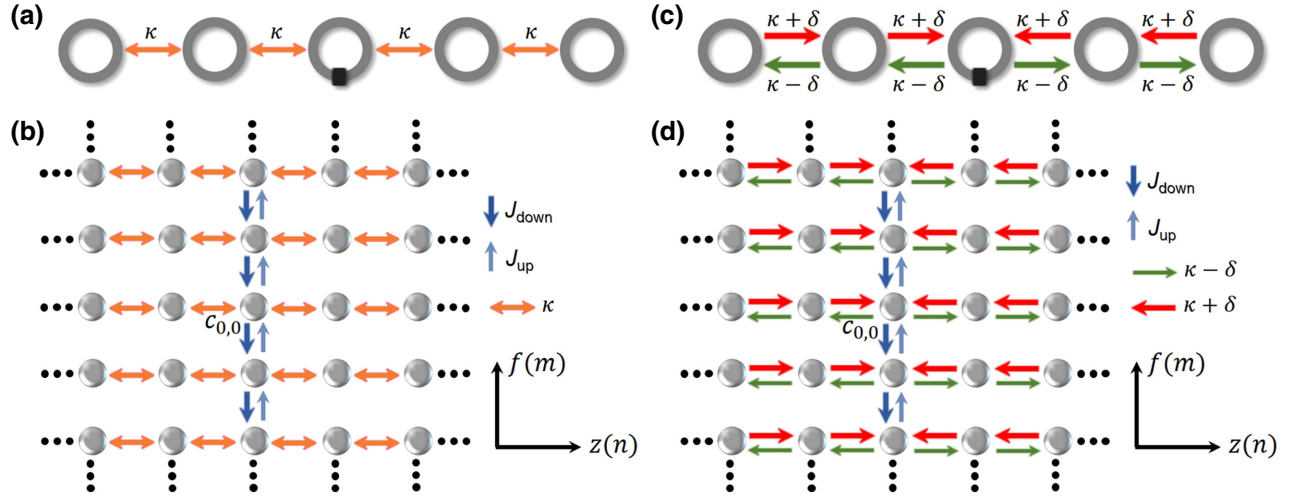 (a)
κ κ κ κ
(b)
J_down
J_up
κ
c_{0,0}
f(m)
z(n)
(c)
κ + δ κ + δ κ + δ κ + δ
κ − δ κ − δ κ − δ κ − δ
(d)
J_down
J_up
κ − δ
κ + δ
c_{0,0}
f(m)
z(n)